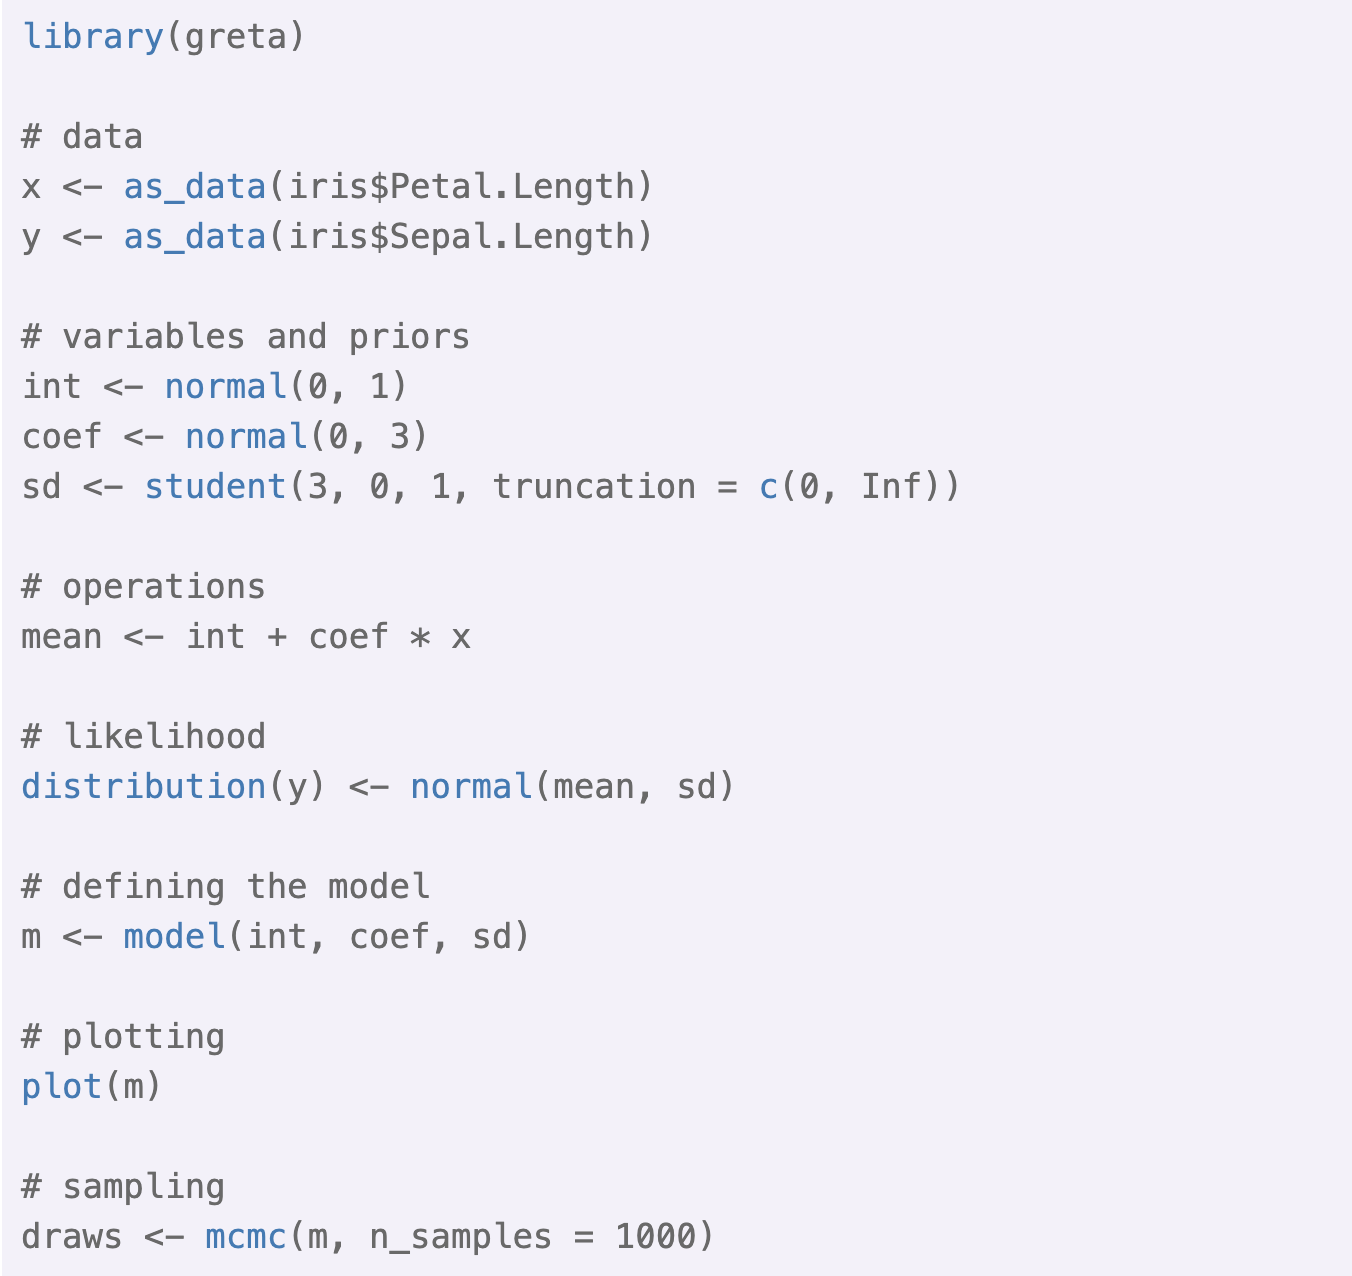 library(greta)
# data
x <- as_data(iris$Petal.Length)
y <- as_data(iris$Sepal.Length)
# variables and priors
int <- normal(0, 1)
coef <- normal(0, 3)
sd <- student(3, 0, 1, truncation = c(0, Inf))
# operations
mean <- int + coef * x
# likelihood
distribution(y) <- normal(mean, sd)
# defining the model
m <- model(int, coef, sd)
# plotting
plot(m)
# sampling
draws <- mcmc(m, n_samples = 1000)